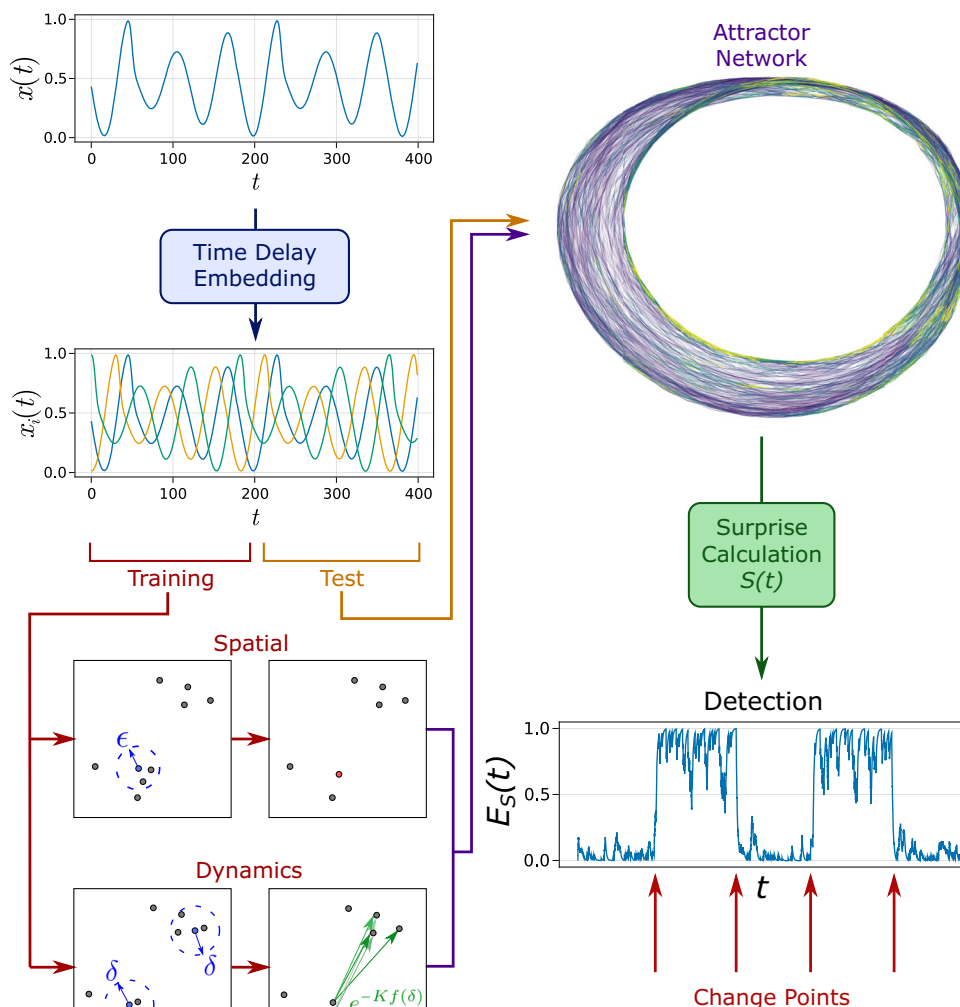 1.0
0.5
0.0
x(t)
0 100 200 300 400
t
Time Delay
Embedding
1.0
0.5
0.0
x_i(t)
0 100 200 300 400
t
Training
Test
Spatial
ϵ
Dynamics
δ
δ
e^{-Kf(δ)}
Attractor
Network
Surprise
Calculation
S(t)
Detection
1.0
0.5
0.0
E_S(t)
t
Change Points